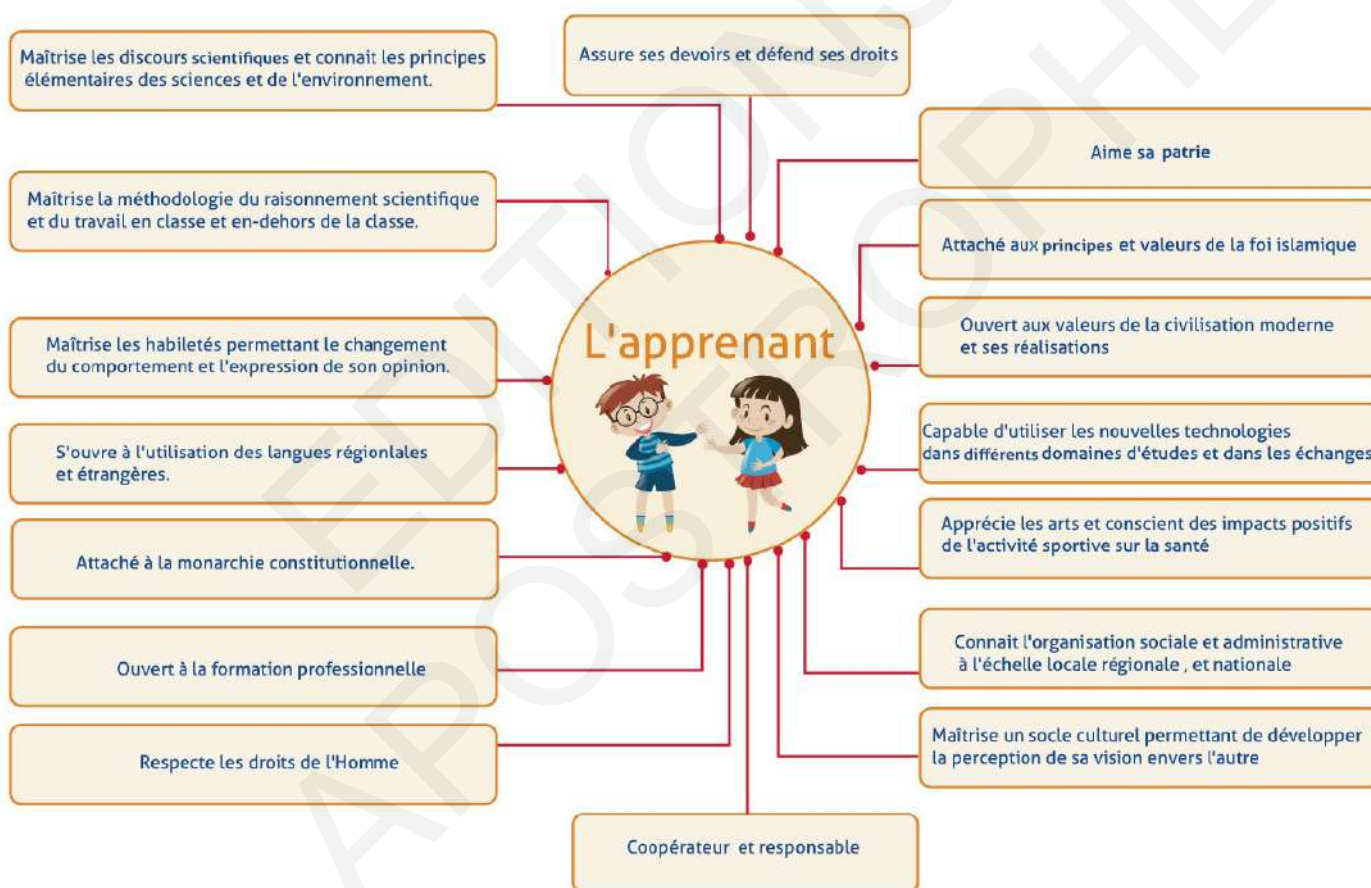 Maîtrise les discours scientifiques et connait les principes
élémentaires des sciences et de l'environnement.
Assure ses devoirs et défend ses droits
Aime sa patrie
Maîtrise la méthodologie du raisonnement scientifique
et du travail en classe et en-dehors de la classe.
Attaché aux principes et valeurs de la foi islamique
Ouvert aux valeurs de la civilisation moderne
et ses réalisations
L'apprenant
Maîtrise les habiletés permettant le changement
du comportement et l'expression de son opinion.
Capable d'utiliser les nouvelles technologies
dans différents domaines d'études et dans les échanges
S'ouvre à l'utilisation des langues régionlales
et étrangères.
Apprécie les arts et conscient des impacts positifs
de l'activité sportive sur la santé
Attaché à la monarchie constitutionnelle.
Connait l'organisation sociale et administrative
à l'échelle locale régionale , et nationale
Ouvert à la formation professionnelle
Maîtrise un socle culturel permettant de développer
la perception de sa vision envers l'autre
Respecte les droits de l'Homme
Coopérateur et responsable
EDITIONS
APOSTROPHE